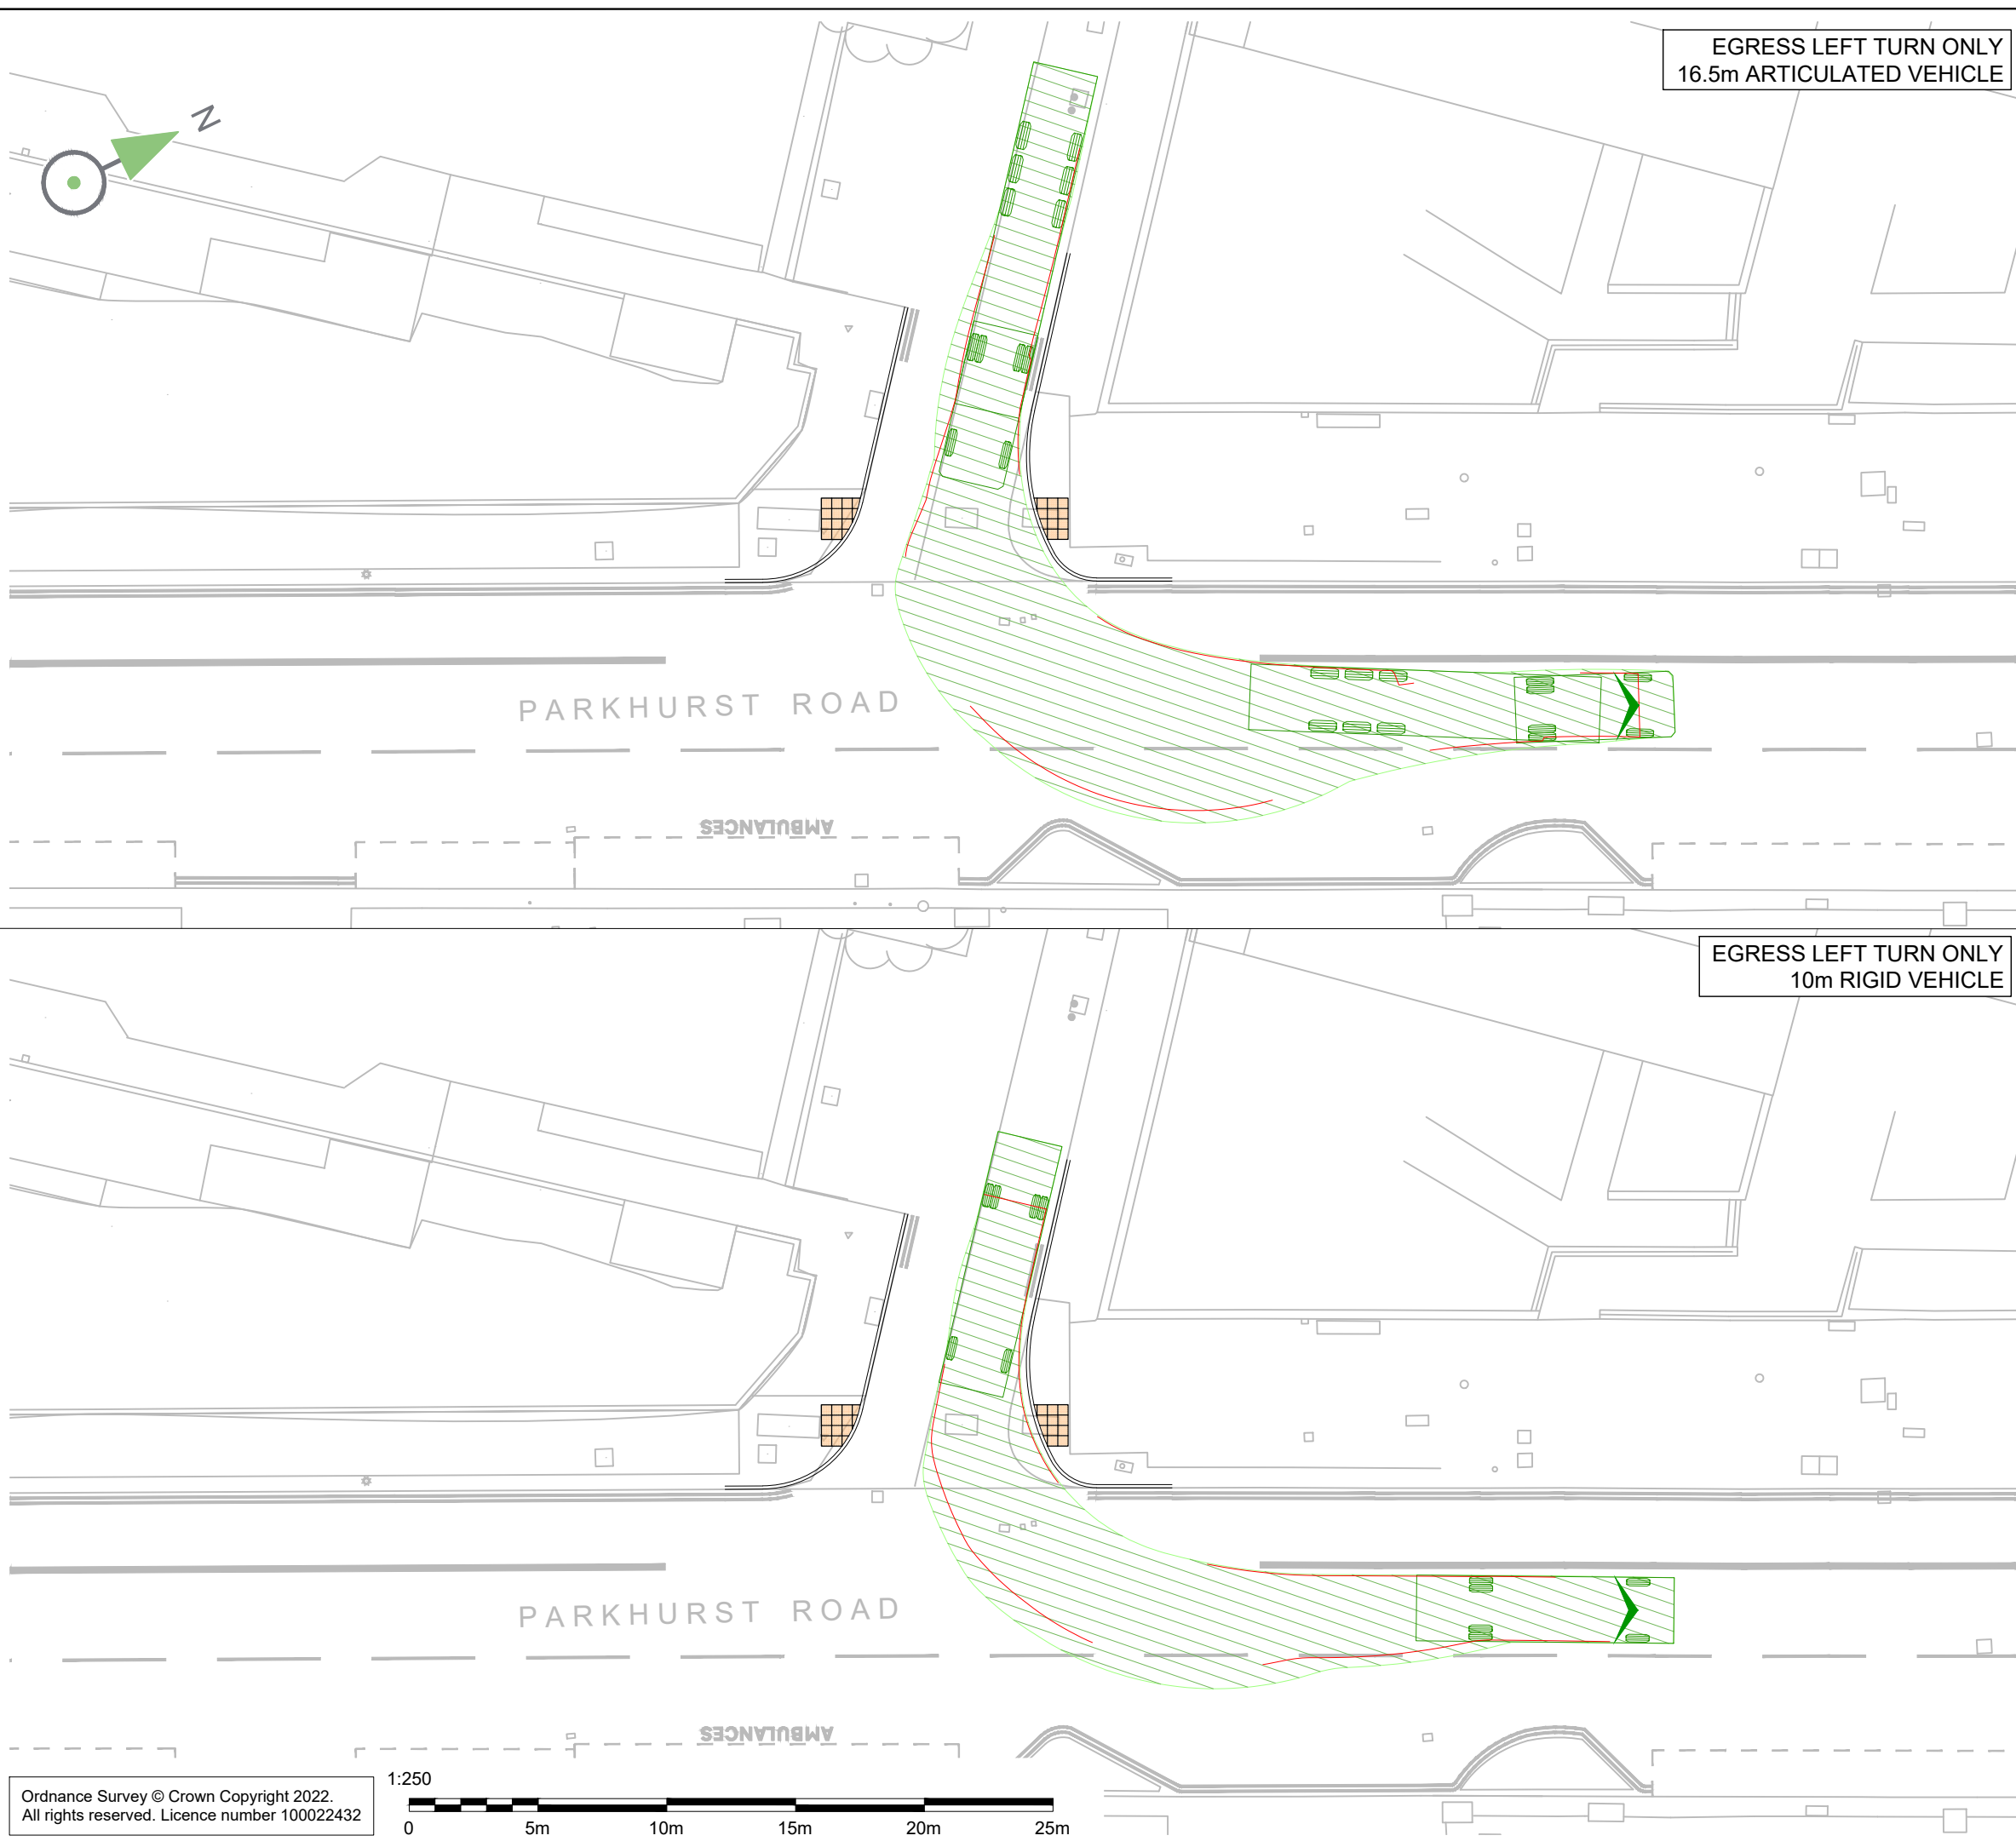 EGRESS LEFT TURN ONLY
16.5m ARTICULATED VEHICLE
N
PARKHURST ROAD
AMBULANCES
EGRESS LEFT TURN ONLY
10m RIGID VEHICLE
PARKHURST ROAD
AMBULANCES
Ordnance Survey © Crown Copyright 2022.
All rights reserved. Licence number 100022432
1:250
0 5m 10m 15m 20m 25m